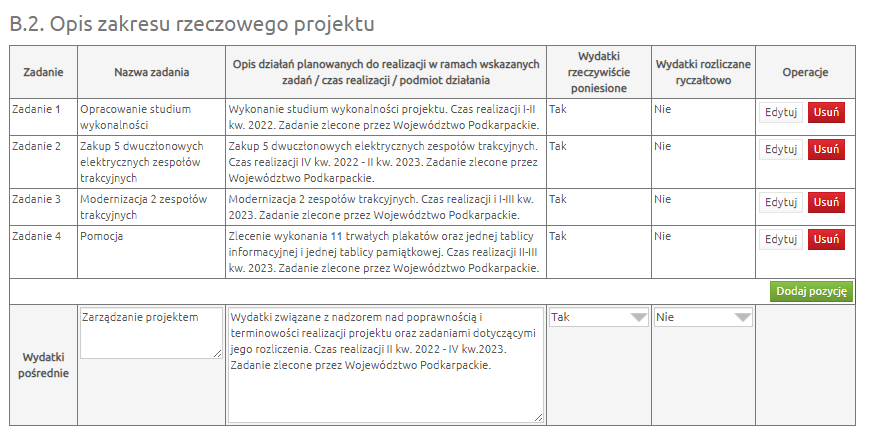 B.2. Opis zakresu rzeczowego projektu
Zadanie
Nazwa zadania
Opis działań planowanych do realizacji w ramach wskazanych
zadań / czas realizacji / podmiot działania
Wydatki
rzeczywiście
poniesione
Wydatki rozliczane
ryczałtowo
Operacje
Zadanie 1
Opracowanie studium
wykonalności
Wykonanie studium wykonalności projektu. Czas realizacji I-II
kw. 2022. Zadanie zlecone przez Województwo Podkarpackie.
Tak
Nie
Edytuj
Usuń
Zadanie 2
Zakup 5 dwuczłonowych
elektrycznych zespołów
trakcyjnych
Zakup 5 dwuczłonowych elektrycznych zespołów trakcyjnych.
Czas realizacji IV kw. 2022 - II kw. 2023. Zadanie zlecone przez
Województwo Podkarpackie.
Tak
Nie
Edytuj
Usuń
Zadanie 3
Modernizacja 2 zespołów
trakcyjnych
Modernizacja 2 zespołów trakcyjnych. Czas realizacji i I-III kw.
2023. Zadanie zlecone przez Wojewjództwo Podkarpackie.
Tak
Nie
Edytuj
Usuń
Zadanie 4
Pomocja
Zlecenie wykonania 11 trwałych plakatów oraz jednej tablicy
informacyjnej i jednej tablicy pamiątkowej. Czas realizacji II-III
kw. 2023. Zadanie zlecone przez Województwo Podkarpackie.
Tak
Nie
Edytuj
Usuń
Dodaj pozycję
Wydatki
pośrednie
Zarządzanie projektem
Wydatki związane z nadzorem nad poprawnością i
terminowości realizacji projektu oraz zadaniami dotyczącymi
jego rozliczenia. Czas realizacji II kw. 2022 - IV kw.2023.
Zadanie zlecone przez Województwo Podkarpackie.
Tak
Nie